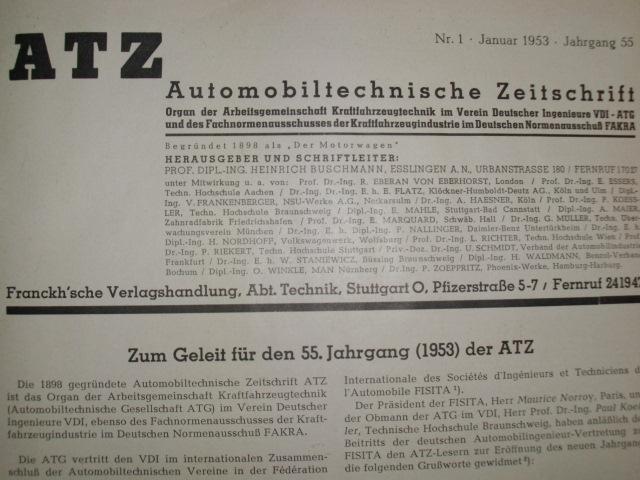 ATZ
Nr. 1 · Januar 1953 · Jahrgang 55
Automobiltechnische Zeitschrift
Organ der Arbeitsgemeinschaft Kraftfahrzeugtechnik im Verein Deutscher Ingenieure VDI - ATG
und des Fachnormenausschusses der Kraftfahrzeugindustrie im Deutschen Normenausschuß FAKRA
Begründet 1898 als „Der Motorwagen"
HERAUSGEBER UND SCHRIFTLEITER:
PROF. DIPL.-ING. HEINRICH BUSCHMANN, ESSLINGEN A.N., URBANSTRASSE 180 / FERNRUF
unter Mitwirkung u. a. von: Prof. Dr.-Ing. R. EBERAN VON EBERHORST, London / Prof. Dr.-Ing. E. ESSERS,
Techn. Hochschule Aachen / Dr.-Ing. Dr.-Ing. e. h. E. FLATZ, Klöckner-Humboldt-Deutz AG., Köln und Ulm / Dipl.-
Ing. V. FRANKENBERGER, NSU-Werke A.G., Neckarsulm / Dr.-Ing. A. HAESNER, Köln / Prof. P. KOESS-
LER, Techn. Hochschule Braunschweig / Dipl.-Ing. E. MAHLE, Stuttgart-Bad Cannstatt / Dipl.-Ing. A. MAIER,
Zahnradfabrik Friedrichshafen / Prof. Dr.-Ing. E. MARQUARD, Schwäb. Hall / Dr.-Ing. G. MÜLLER, Techn. Über-
wachungsverein München / Dr.-Ing. E. h. Dipl.-Ing. F. NALLINGER, Daimler-Benz Untertürkheim / Dr.-Ing. E. h.
Dipl.-Ing. H. NORDHOFF, Volkswagenwerk, Wolfsburg / Prof. Dr.-Ing. L. RICHTER, Techn. Hochschule Wien / Prof.
Dr.-Ing. P. RIEKERT, Techn. Hochschule Stuttgart / Priv.-Doz. Dr.-Ing. U. SCHMIDT, Verband der Automobilindustrie
Frankfurt / Dr.-Ing. E. h. W. STANIEWICZ, Büssing Braunschweig / Dipl.-Ing. H. WALDMANN, Benzol-Verband
Bochum / Dipl.-Ing. O. WINKLE, MAN Nürnberg / Dr.-Ing. P. ZOEPPRITZ, Phoenix-Werke, Hamburg-Harburg.
Franckh'sche Verlagshandlung, Abt. Technik, Stuttgart O, Pfizerstraße 5-7 / Fernruf 24194
Zum Geleit für den 55. Jahrgang (1953) der ATZ
Die 1898 gegründete Automobiltechnische Zeitschrift ATZ
ist das Organ der Arbeitsgemeinschaft Kraftfahrzeugtechnik
(Automobiltechnische Gesellschaft ATG) im Verein Deutscher
Ingenieure VDI, ebenso des Fachnormenausschusses der Kraft-
fahrzeugindustrie im Deutschen Normenausschuß FAKRA.
Die ATG vertritt den VDI im internationalen Zusammen-
schluß der Automobiltechnischen Vereine in der Fédération
Internationale des Sociétés d'Ingénieurs et Techniciens d
l'Automobile FISITA ¹).
Der Präsident der FISITA, Herr Maurice Norroy, Paris, un
der Obmann der ATG im VDI, Herr Prof. Dr.-Ing. Paul Koe
ler, Technische Hochschule Braunschweig, haben anläßlich d
Beitritts der deutschen Automobilingenieur-Vertretung z
FISITA den ATZ-Lesern zur Eröffnung des neuen Jahrgan
die folgenden Grußworte gewidmet ²):